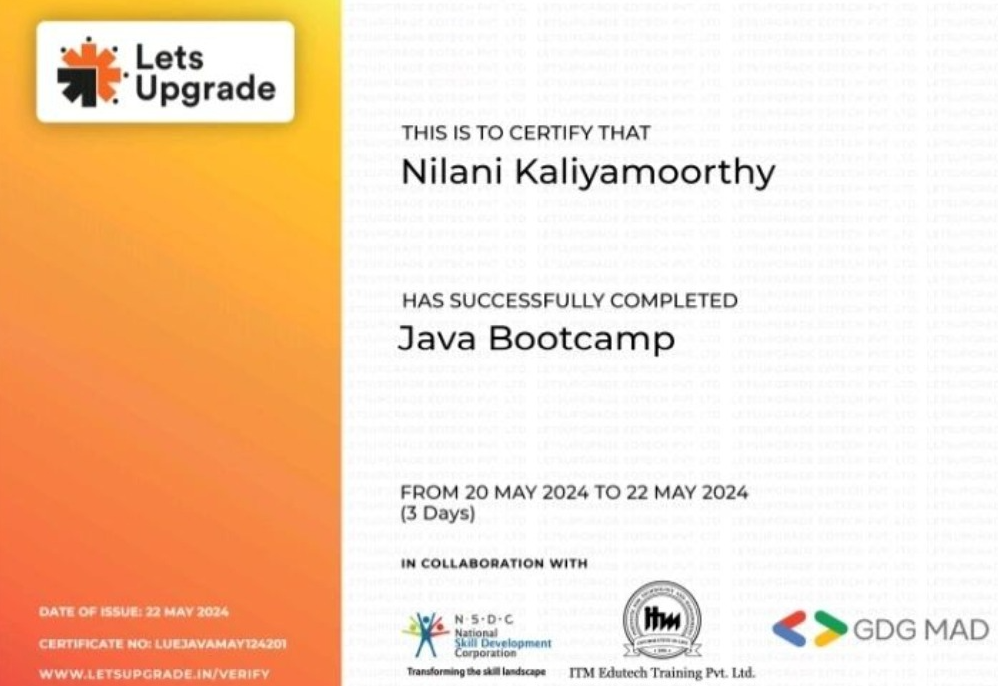 Lets
Upgrade
THIS IS TO CERTIFY THAT
Nilani Kaliyamoorthy
HAS SUCCESSFULLY COMPLETED
Java Bootcamp
FROM 20 MAY 2024 TO 22 MAY 2024
(3 Days)
IN COLLABORATION WITH
N·S·D·C
National
Skill Development
Corporation
Transforming the skill landscape
itm
ITM Edutech Training Pvt. Ltd.
GDG MAD
DATE OF ISSUE: 22 MAY 2024
CERTIFICATE NO: LUEJAVAMAY124201
WWW.LETSUPGRADE.IN/VERIFY